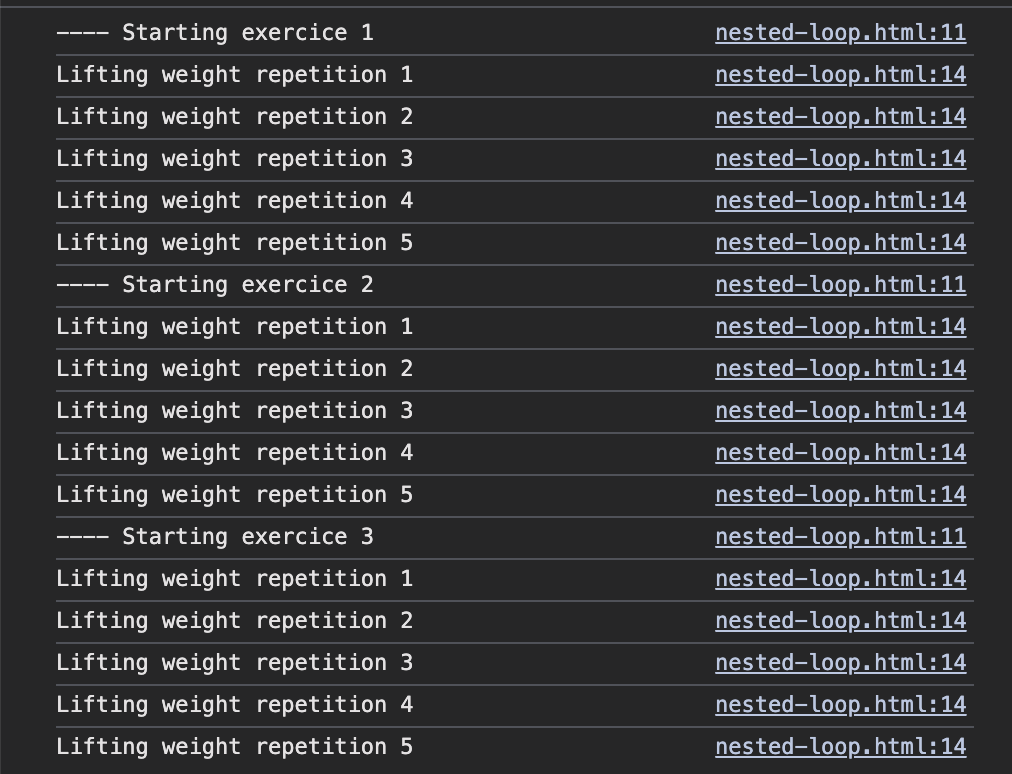 ---- Starting exercice 1 nested-loop.html:11
Lifting weight repetition 1 nested-loop.html:14
Lifting weight repetition 2 nested-loop.html:14
Lifting weight repetition 3 nested-loop.html:14
Lifting weight repetition 4 nested-loop.html:14
Lifting weight repetition 5 nested-loop.html:14
---- Starting exercice 2 nested-loop.html:11
Lifting weight repetition 1 nested-loop.html:14
Lifting weight repetition 2 nested-loop.html:14
Lifting weight repetition 3 nested-loop.html:14
Lifting weight repetition 4 nested-loop.html:14
Lifting weight repetition 5 nested-loop.html:14
---- Starting exercice 3 nested-loop.html:11
Lifting weight repetition 1 nested-loop.html:14
Lifting weight repetition 2 nested-loop.html:14
Lifting weight repetition 3 nested-loop.html:14
Lifting weight repetition 4 nested-loop.html:14
Lifting weight repetition 5 nested-loop.html:14